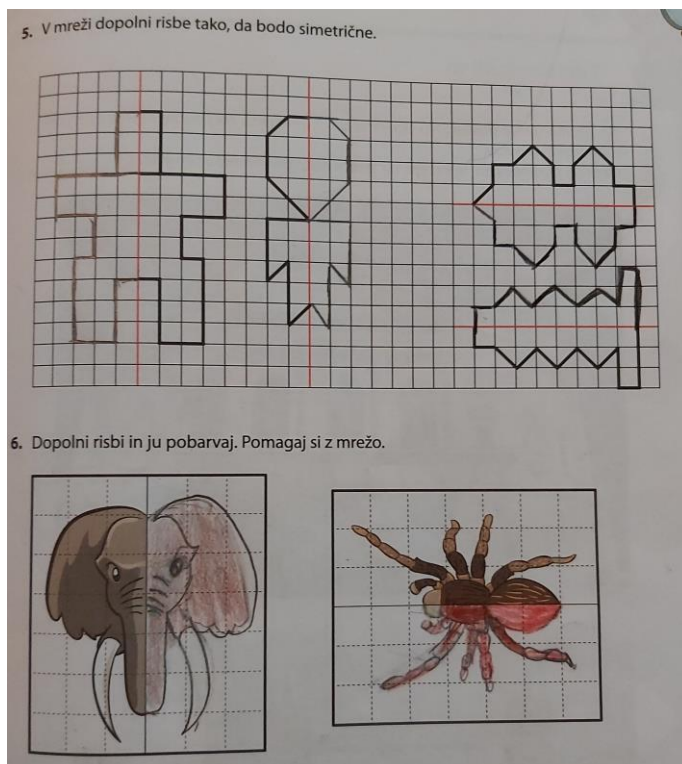 5. V mreži dopolni risbe tako, da bodo simetrične.
6. Dopolni risbi in ju pobarvaj. Pomagaj si z mrežo.